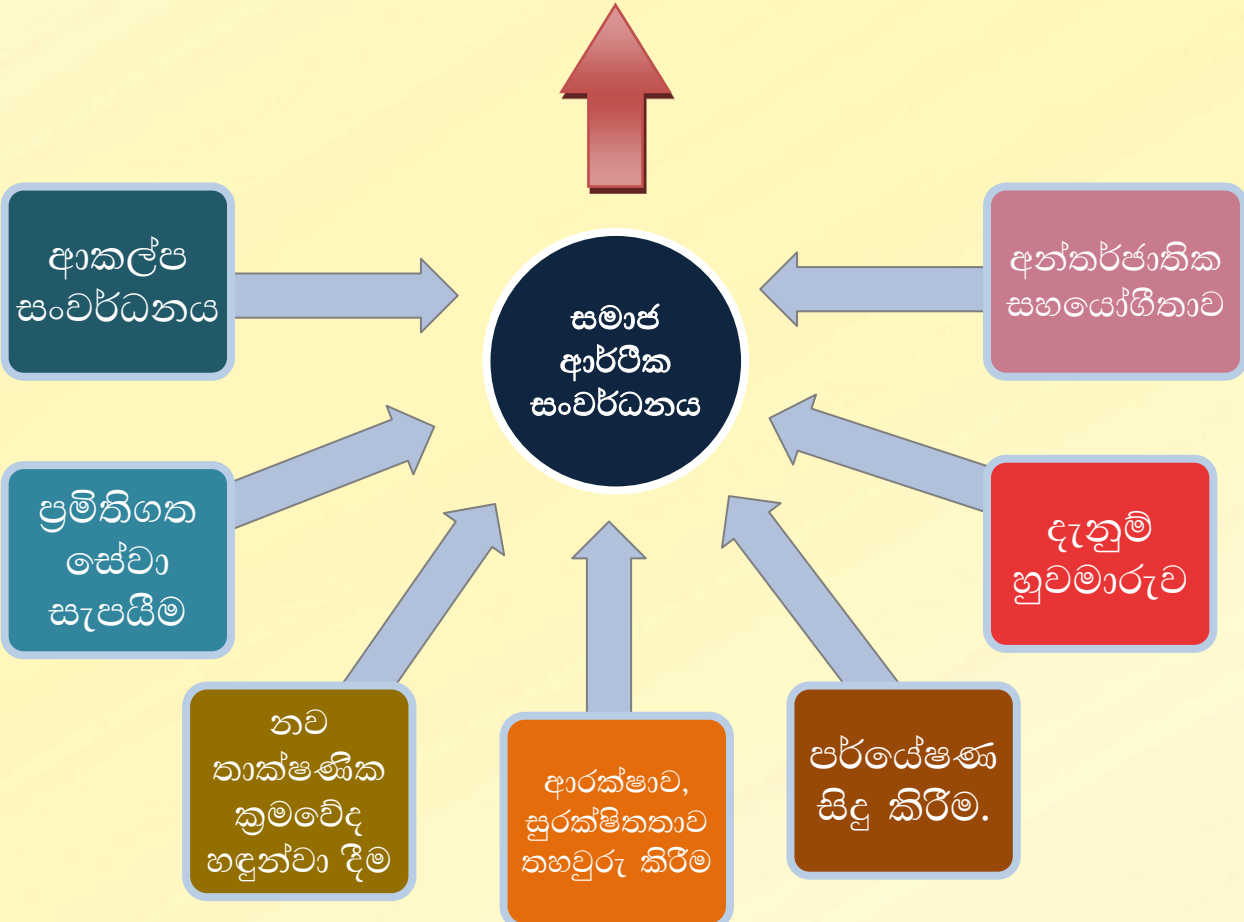 ආකල්ප
සංවර්ධනය
ප්‍රමිතිගත
සේවා
සැපයීම
නව
තාක්ෂණික
ක්‍රමවේද
හඳුන්වා දීම
ආරක්ෂාව,
සුරක්ෂිතතාව
තහවුරු කිරීම
පර්යේෂණ
සිදු කිරීම.
දැනුම්
හුවමාරුව
අන්තර්ජාතික
සහයෝගීතාව
සමාජ
ආර්ථික
සංවර්ධනය